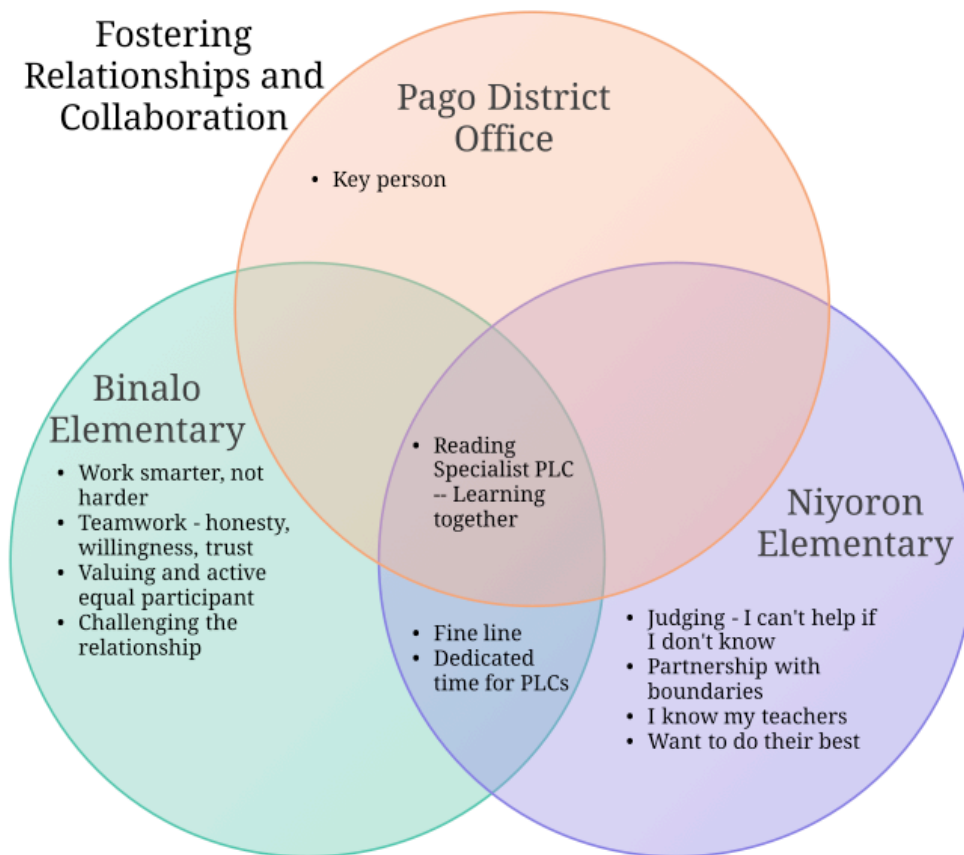 Fostering
Relationships and
Collaboration
Pago District
Office
• Key person
Binalo
Elementary
• Work smarter, not
harder
• Teamwork - honesty,
willingness, trust
• Valuing and active
equal participant
• Challenging the
relationship
• Reading
Specialist PLC
-- Learning
together
• Fine line
• Dedicated
time for PLCs
Niyoron
Elementary
• Judging - I can't help if
I don't know
• Partnership with
boundaries
• I know my teachers
• Want to do their best